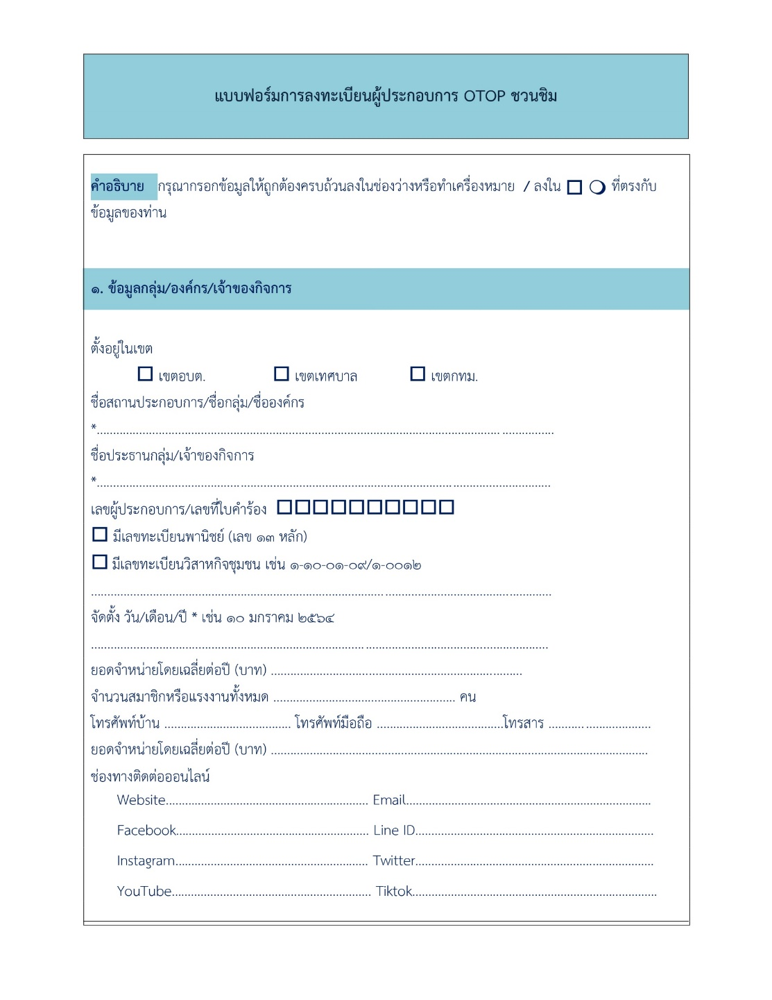 แบบฟอร์มการลงทะเบียนผู้ประกอบการ OTOP ชวนชิม
คำอธิบาย กรุณากรอกข้อมูลให้ถูกต้องครบถ้วนลงในช่องว่างหรือทำเครื่องหมาย / ลงใน ☐ ❍ ที่ตรงกับ
ข้อมูลของท่าน
๑. ข้อมูลกลุ่ม/องค์กร/เจ้าของกิจการ
ตั้งอยู่ในเขต
☐ เขตอบต. ☐ เขตเทศบาล ☐ เขตกทม.
ชื่อสถานประกอบการ/ชื่อกลุ่ม/ชื่อองค์กร
*........................................................................................................................
ชื่อประธานกลุ่ม/เจ้าของกิจการ
*........................................................................................................................
เลขผู้ประกอบการ/เลขที่ใบคำร้อง ☐☐☐☐☐☐☐☐☐☐
☐ มีเลขทะเบียนพานิชย์ (เลข ๑๓ หลัก)
☐ มีเลขทะเบียนวิสาหกิจชุมชน เช่น ๑-๑๐-๐๑-๐๙/๑-๐๐๑๒
........................................................................................................................
จัดตั้ง วัน/เดือน/ปี * เช่น ๑๐ มกราคม ๒๕๖๔
........................................................................................................................
ยอดจำหน่ายโดยเฉลี่ยต่อปี (บาท) ..................................................................
จำนวนสมาชิกหรือแรงงานทั้งหมด ................................................ คน
โทรศัพท์บ้าน ................................. โทรศัพท์มือถือ .................................โทรสาร ...........................
ยอดจำหน่ายโดยเฉลี่ยต่อปี (บาท) ....................................................................................................
ช่องทางติดต่อออนไลน์
Website..................................................... Email................................................................
Facebook.................................................. Line ID..............................................................
Instagram.................................................. Twitter..............................................................
YouTube.................................................... Tiktok...............................................................